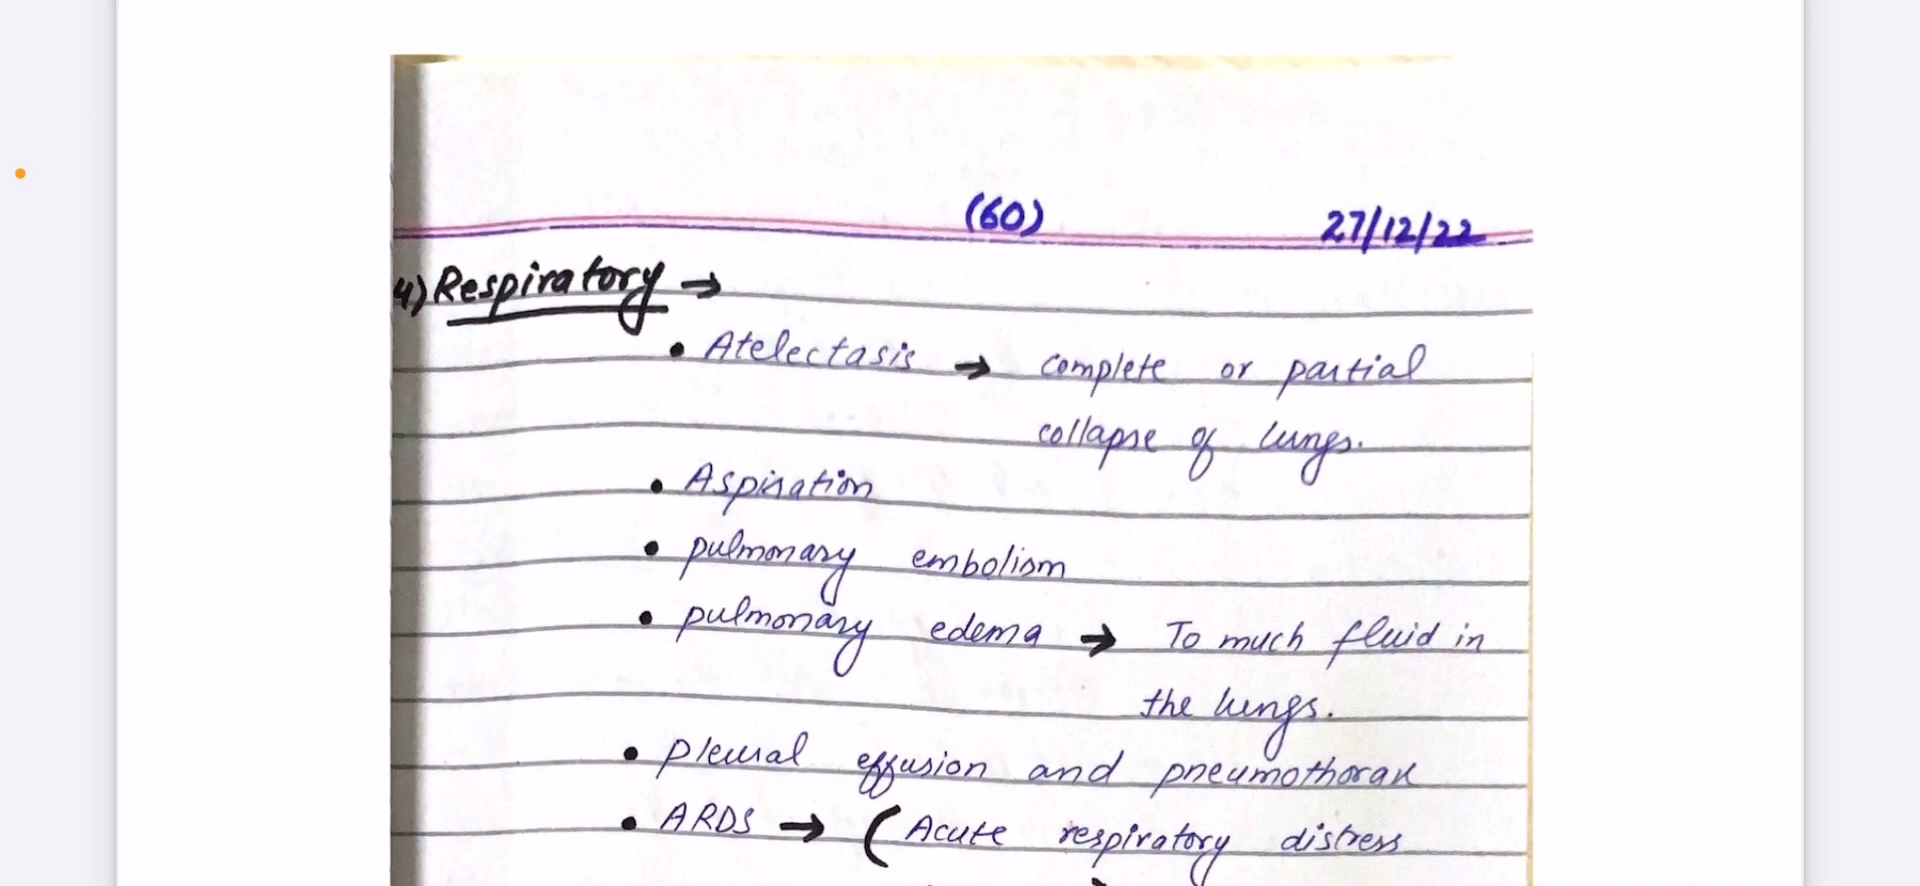 (60) 27/12/22
4) Respiratory →
• Atelectasis → complete or partial
collapse of lungs.
• Aspiration
• pulmonary embolism
• pulmonary edema → To much fluid in
the lungs.
• pleural effusion and pneumothorax
• ARDS → (Acute respiratory distress